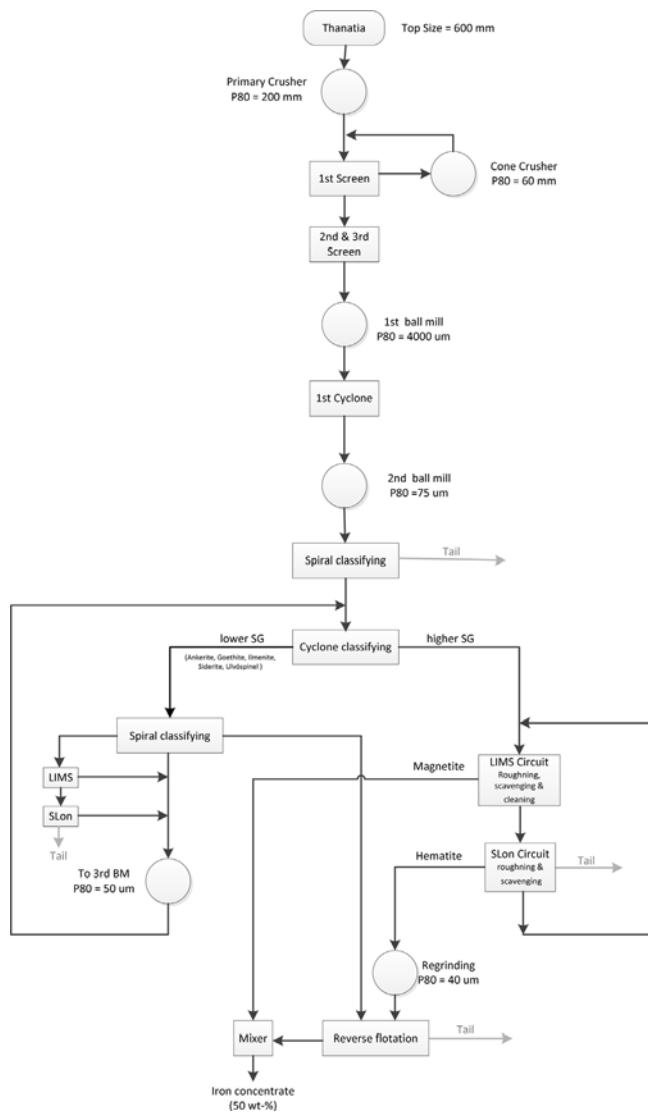 Thanatia
Top Size = 600 mm
Primary Crusher
P80 = 200 mm
1st Screen
Cone Crusher
P80 = 60 mm
2nd & 3rd
Screen
1st ball mill
P80 = 4000 um
1st Cyclone
2nd ball mill
P80 =75 um
Spiral classifying
Tail
lower SG
Cyclone classifying
higher SG
(Ankerite, Goethite, Ilmenite,
Siderite, Ulvöspinel )
Spiral classifying
LIMS
SLon
Tail
Magnetite
LIMS Circuit
Roughning,
scavenging &
cleaning
Hematite
SLon Circuit
roughning &
scavenging
Tail
To 3rd BM
P80 = 50 um
Regrinding
P80 = 40 um
Mixer
Reverse flotation
Tail
Iron concentrate
(50 wt-%)